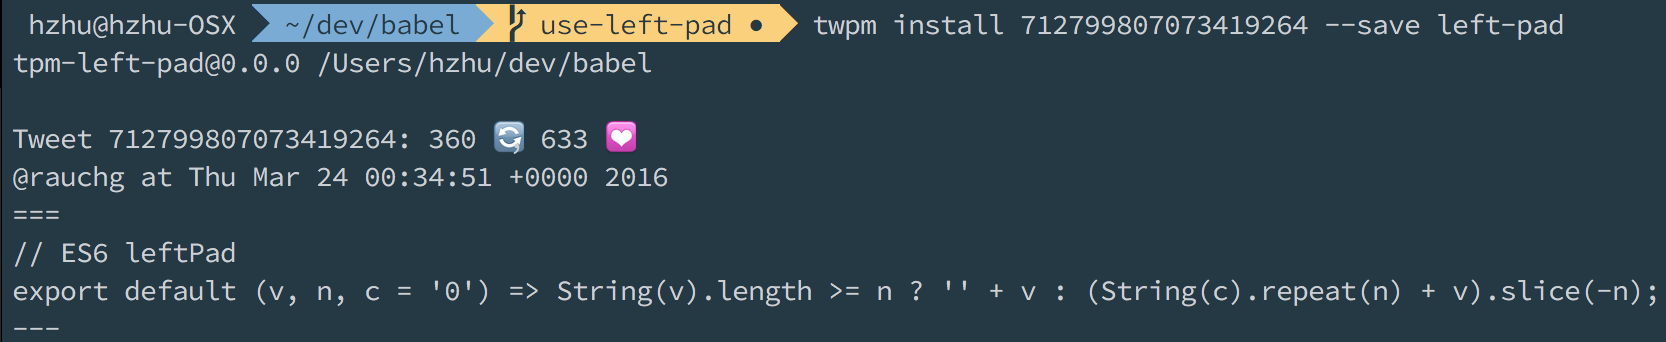 hzhu@hzhu-OSX ~/dev/babel use-left-pad ● twpm install 712799807073419264 --save left-pad
tpm-left-pad@0.0.0 /Users/hzhu/dev/babel
Tweet 712799807073419264: 360 🔄 633 💟
@rauchg at Thu Mar 24 00:34:51 +0000 2016
===
// ES6 leftPad
export default (v, n, c = '0') => String(v).length >= n ? '' + v : (String(c).repeat(n) + v).slice(-n);
---